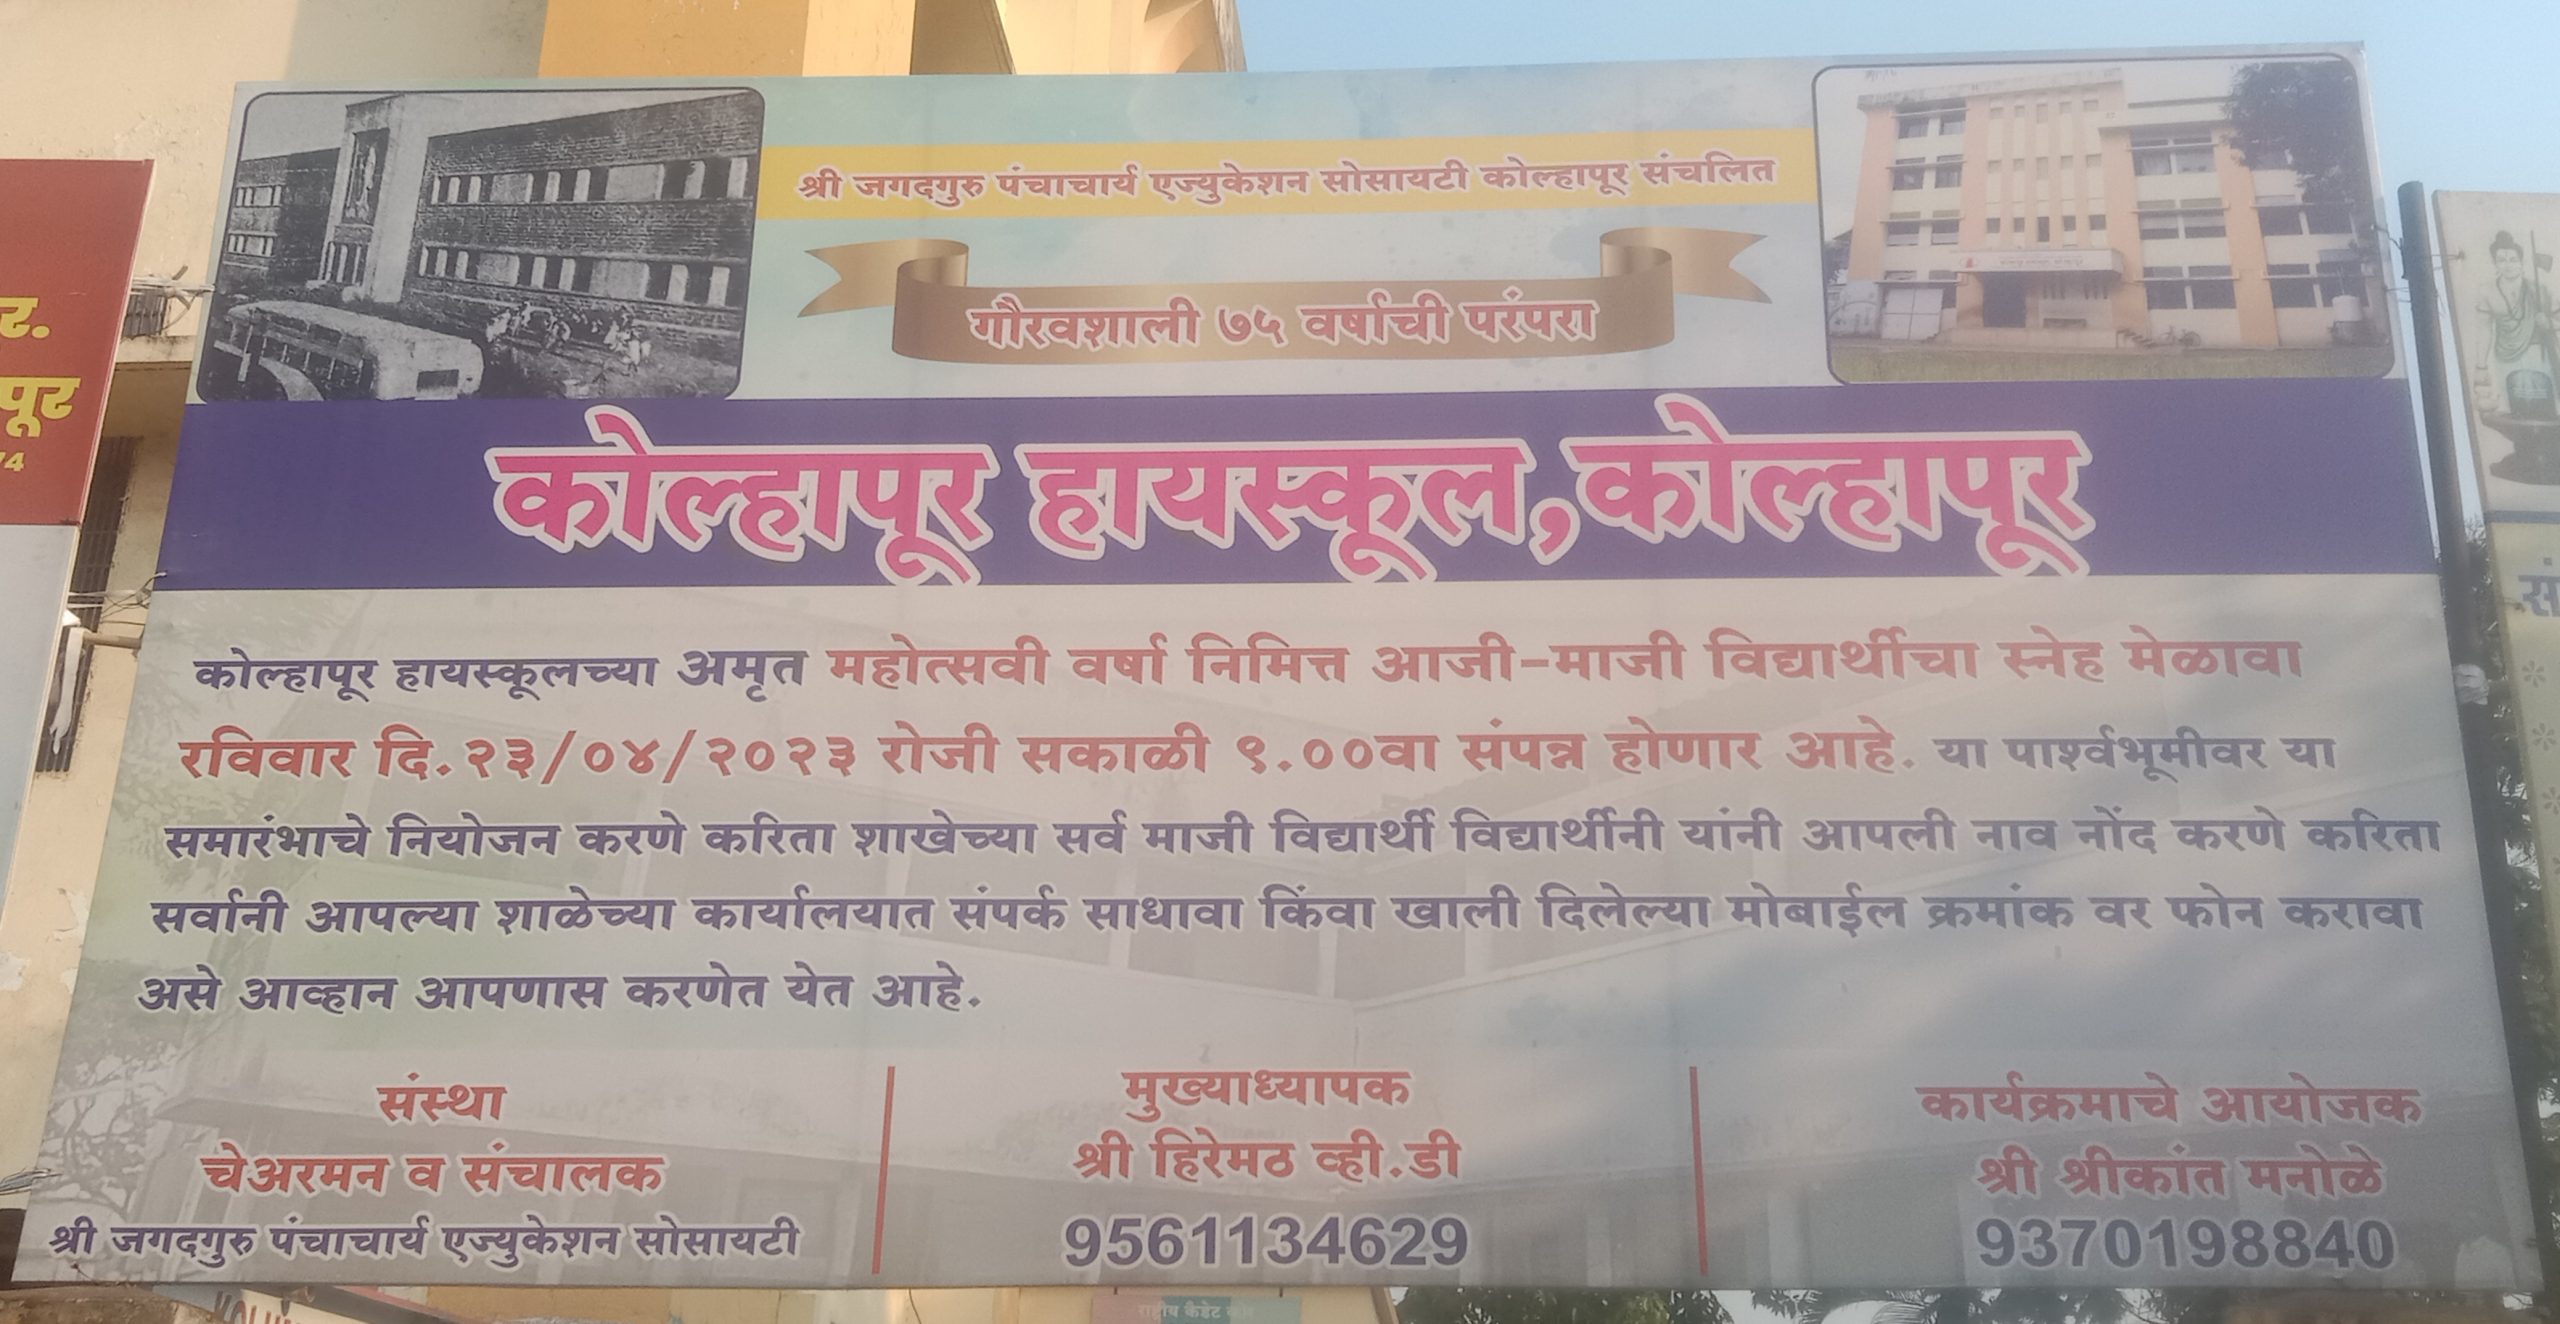 श्री जगदगुरु पंचाचार्य एज्युकेशन सोसायटी कोल्हापूर संचलित
गौरवशाली ७५ वर्षाची परंपरा
कोल्हापूर हायस्कूल,कोल्हापूर
कोल्हापूर हायस्कूलच्या अमृत महोत्सवी वर्षा निमित्त आजी-माजी विद्यार्थीचा स्नेह मेळावा
रविवार दि.२३/०४/२०२३ रोजी सकाळी ९.००वा संपन्न होणार आहे. या पार्श्वभूमीवर या
समारंभाचे नियोजन करणे करिता शाखेच्या सर्व माजी विद्यार्थी विद्यार्थीनी यांनी आपली नाव नोंद करणे करिता
सर्वानी आपल्या शाळेच्या कार्यालयात संपर्क साधावा किंवा खाली दिलेल्या मोबाईल क्रमांक वर फोन करावा
असे आव्हान आपणास करणेत येत आहे.
संस्था
चेअरमन व संचालक
श्री जगदगुरु पंचाचार्य एज्युकेशन सोसायटी
मुख्याध्यापक
श्री हिरेमठ व्ही.डी
9561134629
कार्यक्रमाचे आयोजक
श्री श्रीकांत मनोळे
9370198840
र.
पूर
74
सं
राष्ट्रीय कैडेट कोर